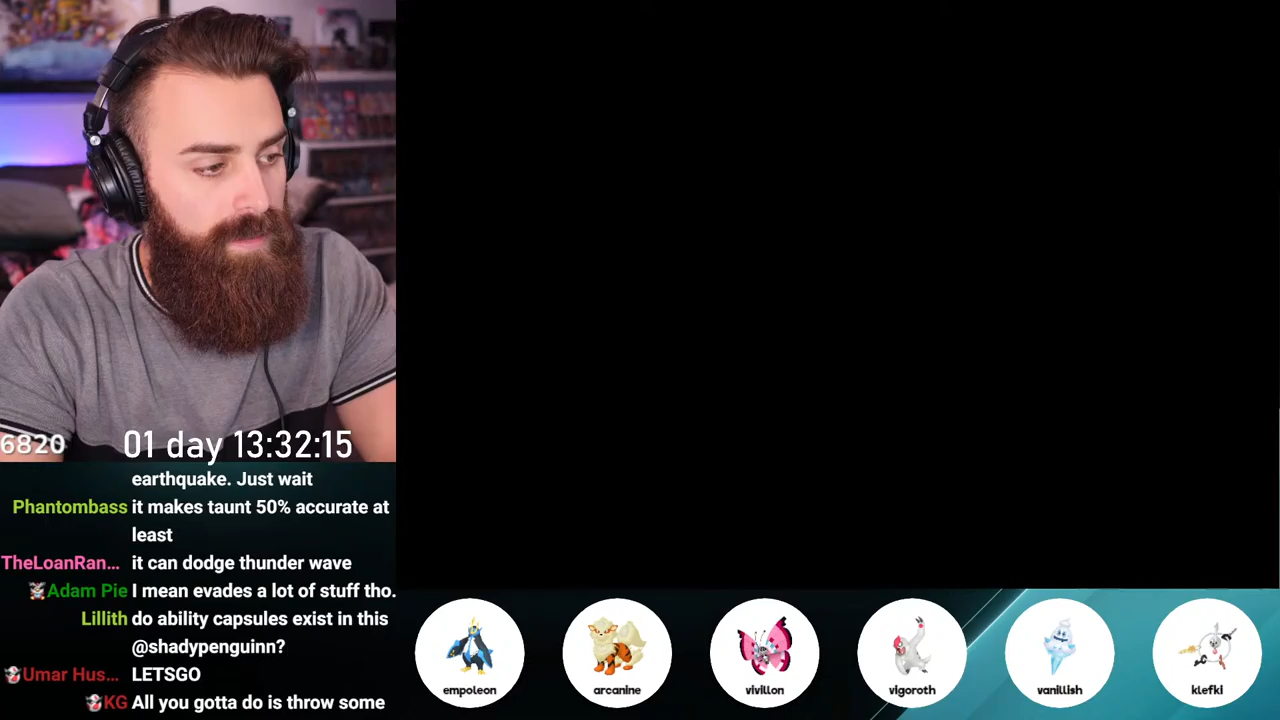 6820
01 day 13:32:15
earthquake. Just wait
Phantombass it makes taunt 50% accurate at
least
TheLoanRan... it can dodge thunder wave
Adam Pie I mean evades a lot of stuff tho.
Lillith do ability capsules exist in this
@shadypenguinn?
Umar Hus... LETSGO
KG All you gotta do is throw some
empoleon
arcanine
vivillon
vigoroth
vanillish
klefki